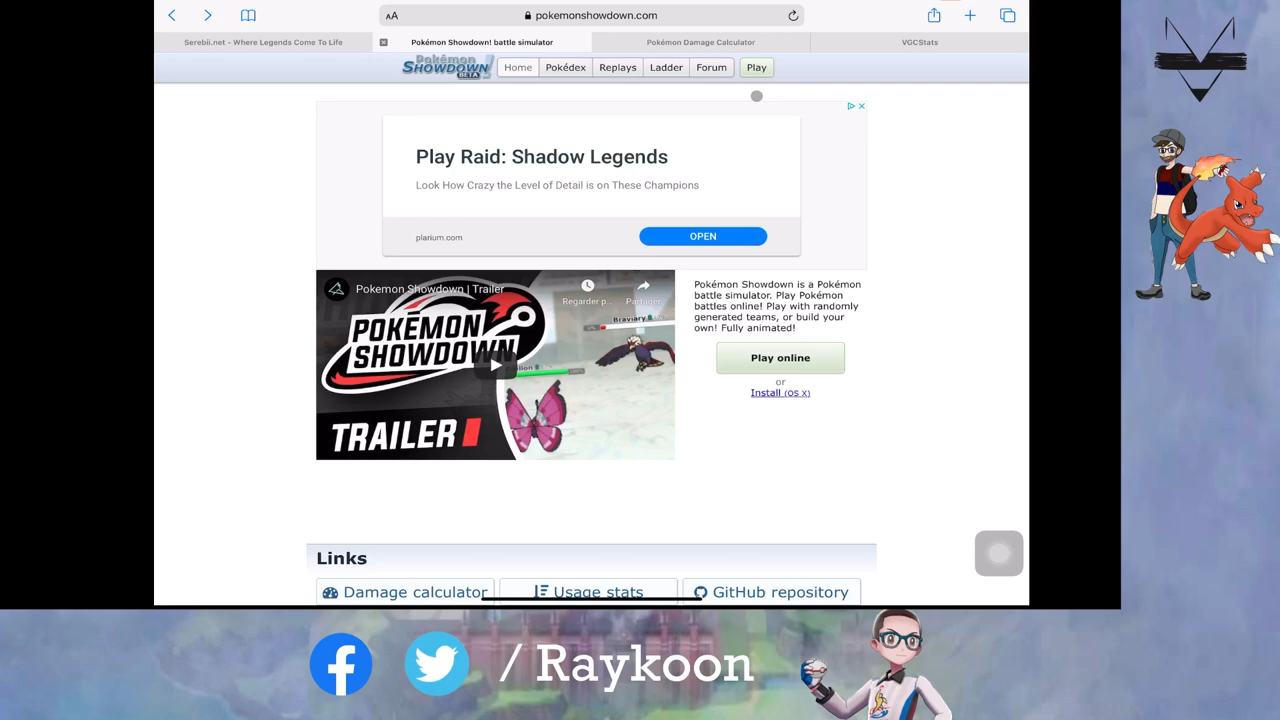 AA
pokemonshowdown.com
Serebii.net - Where Legends Come To Life
Pokémon Showdown! battle simulator
Pokémon Damage Calculator
VGCStats
Pokémon
SHOWDOWN!
BETA
Home
Pokédex
Replays
Ladder
Forum
Play
Play Raid: Shadow Legends
Look How Crazy the Level of Detail is on These Champions
plarium.com
OPEN
Pokemon Showdown | Trailer
Regarder p...
Partager
Braviary
POKÉMON
SHOWDOWN
TRAILER
Pokémon Showdown is a Pokémon
battle simulator. Play Pokémon
battles online! Play with randomly
generated teams, or build your
own! Fully animated!
Play online
or
Install (OS X)
Links
Damage calculator
Usage stats
GitHub repository
/ Raykoon